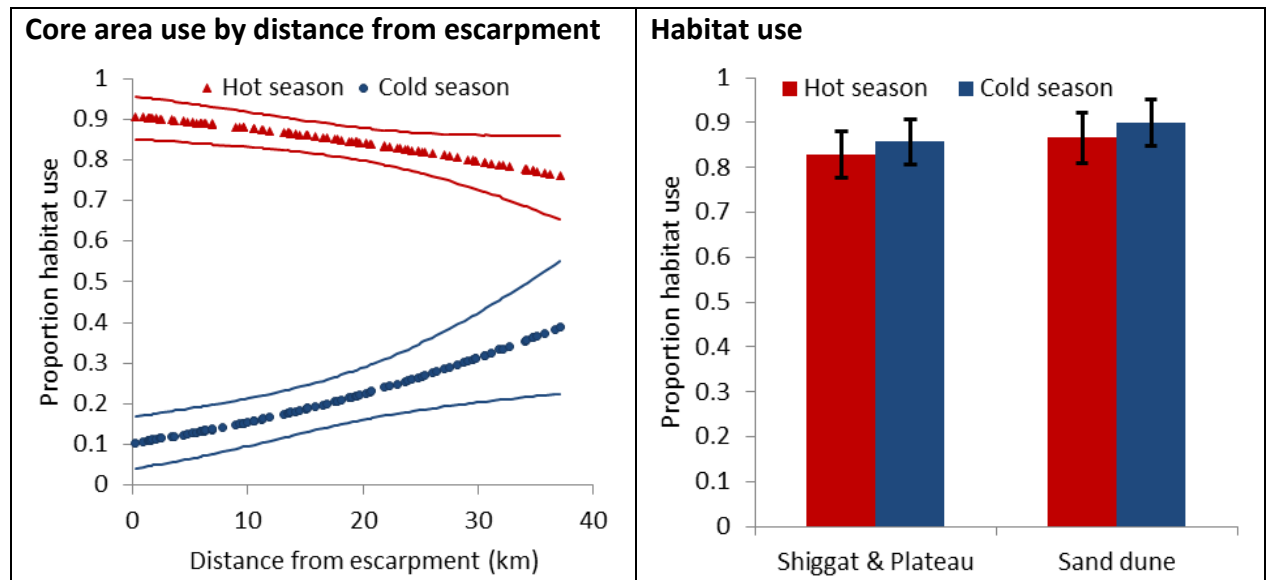 Core area use by distance from escarpment
Hot season Cold season
Proportion habitat use
1
0.9
0.8
0.7
0.6
0.5
0.4
0.3
0.2
0.1
0
0 10 20 30 40
Distance from escarpment (km)
Habitat use
Hot season Cold season
Proportion habitat use
1
0.9
0.8
0.7
0.6
0.5
0.4
0.3
0.2
0.1
0
Shiggat & Plateau Sand dune